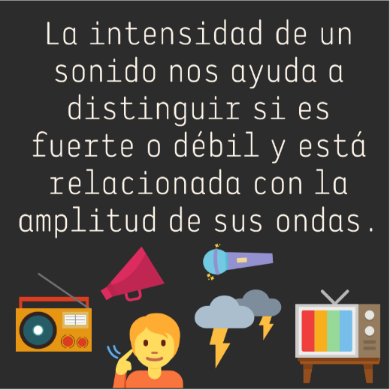 La intensidad de un
sonido nos ayuda a
distinguir si es
fuerte o débil y está
relacionada con la
amplitud de sus ondas.